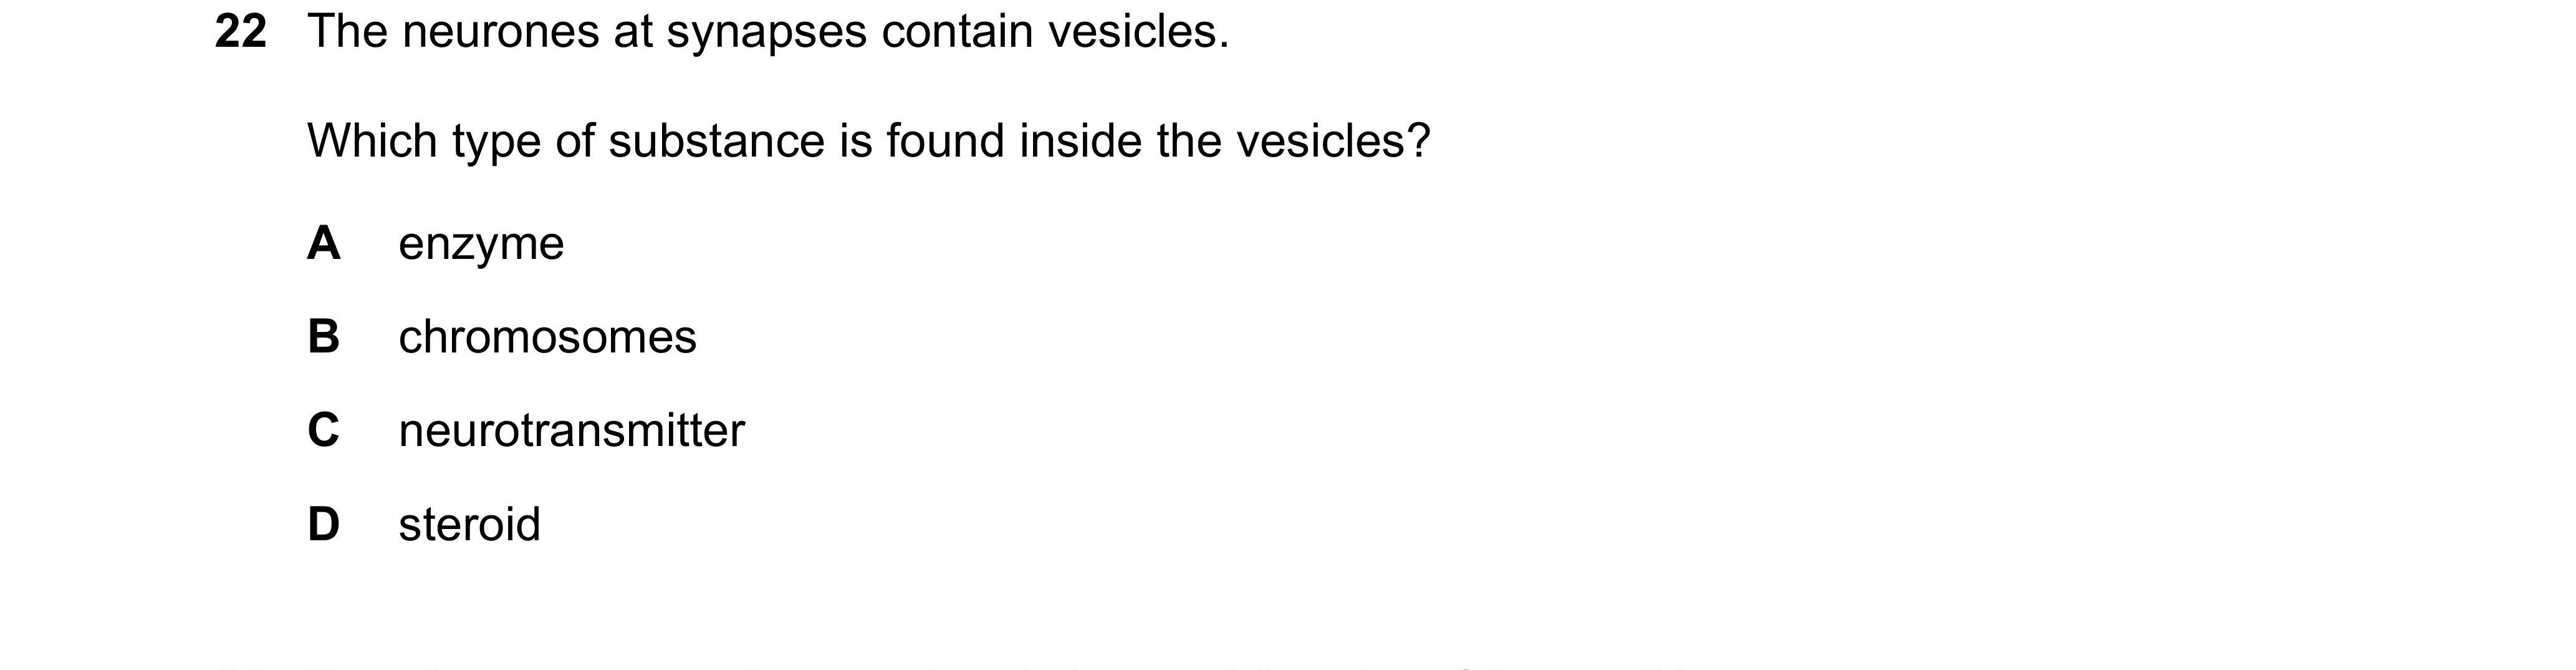 22 The neurones at synapses contain vesicles.
Which type of substance is found inside the vesicles?
A enzyme
B chromosomes
C neurotransmitter
D steroid